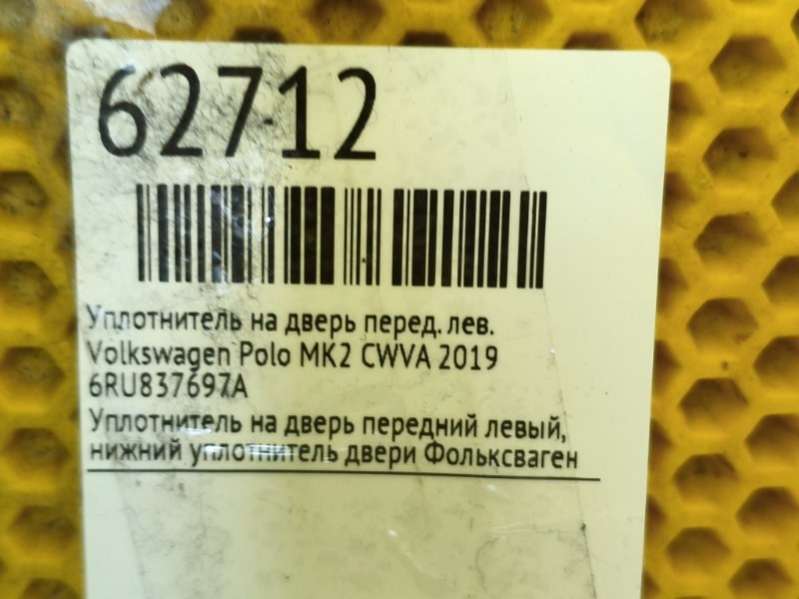 62712
Уплотнитель на дверь перед. лев.
Volkswagen Polo MK2 CWVA 2019
6RU837697A
Уплотнитель на дверь передний левый,
нижний уплотнитель двери Фольксваген